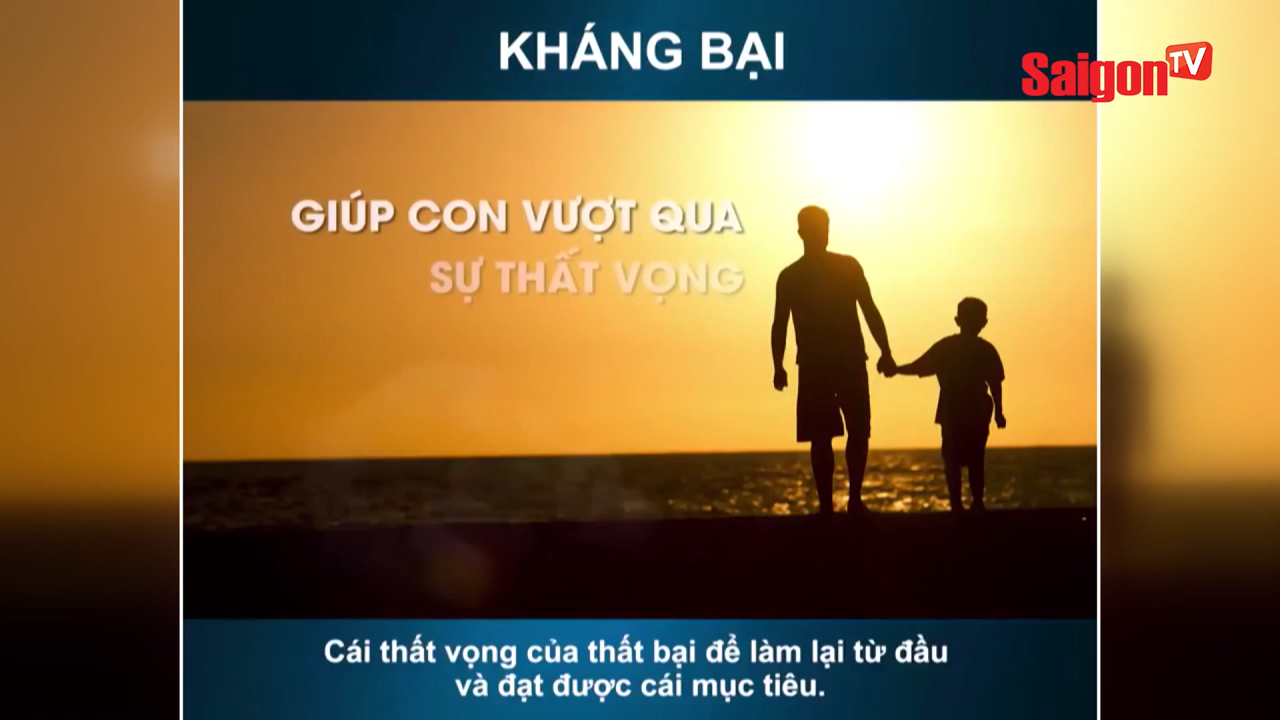 KHÁNG BẠI
Saigon TV
GIÚP CON VƯỢT QUA
SỰ THẤT VỌNG
Cái thất vọng của thất bại để làm lại từ đầu
và đạt được cái mục tiêu.